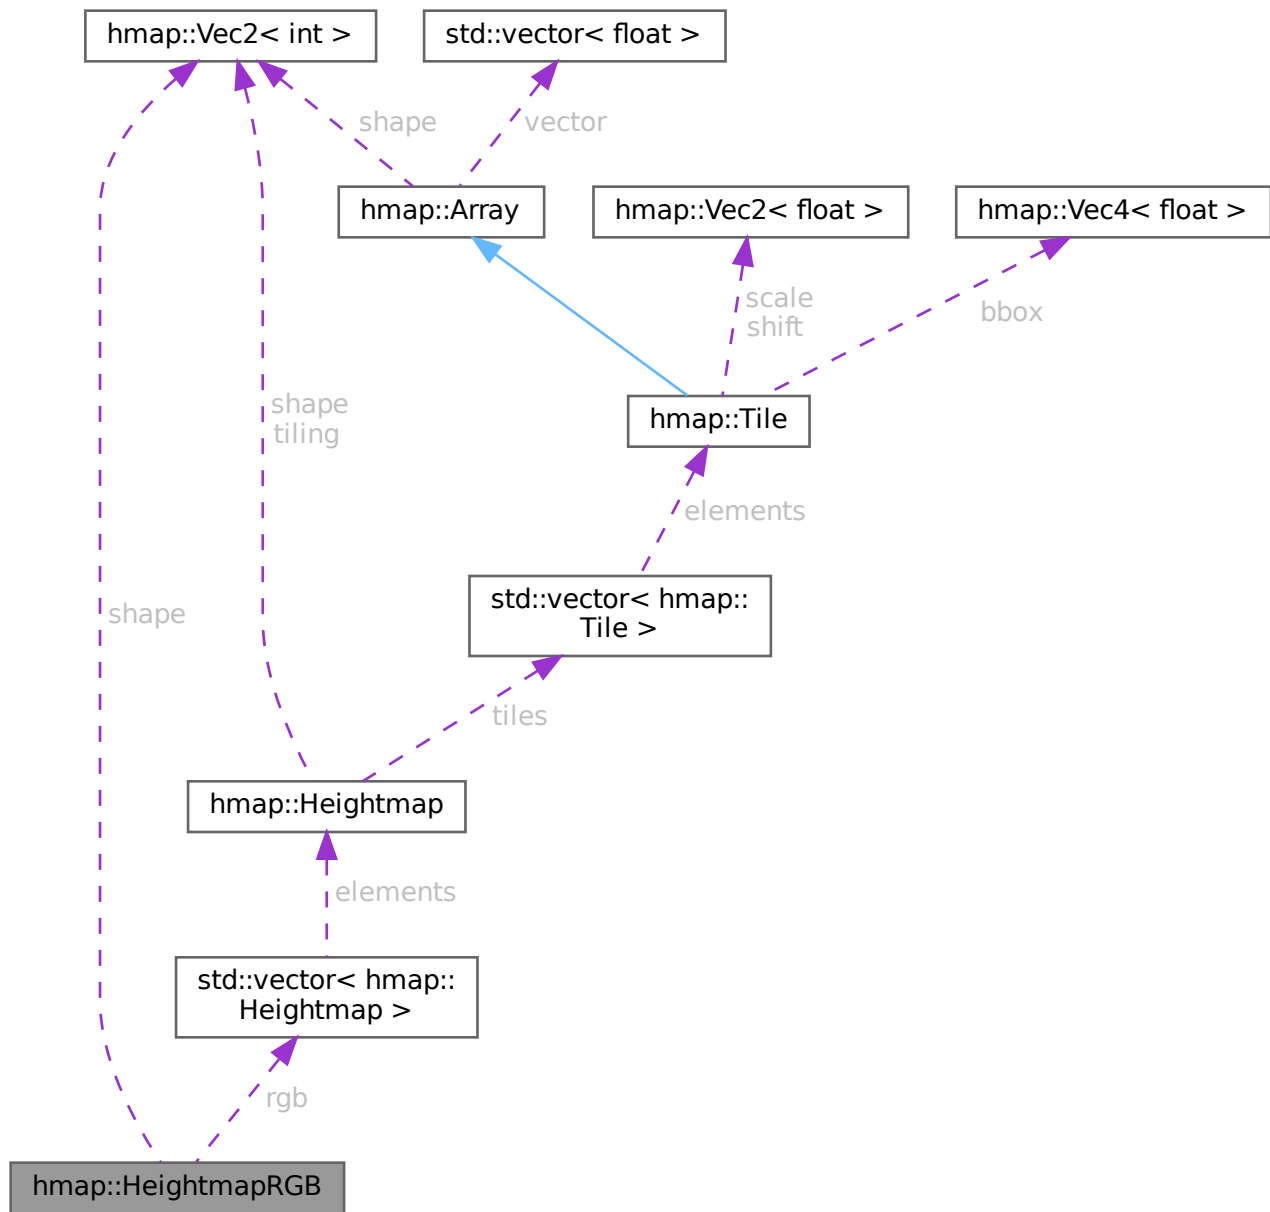 hmap::Vec2< int >
std::vector< float >
shape
vector
hmap::Array
hmap::Vec2< float >
hmap::Vec4< float >
scale
shift
bbox
shape
tiling
hmap::Tile
elements
std::vector< hmap::
Tile >
shape
tiles
hmap::Heightmap
elements
std::vector< hmap::
Heightmap >
rgb
hmap::HeightmapRGB